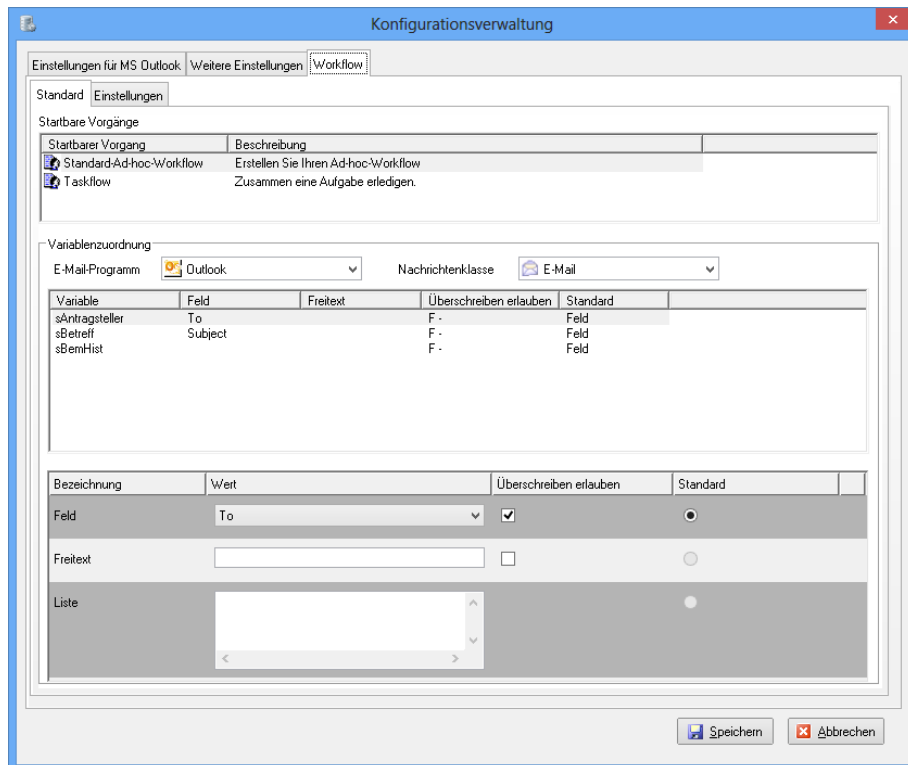 Konfigurationsverwaltung
Einstellungen für MS Outlook Weitere Einstellungen Workflow
Standard Einstellungen
Startbare Vorgänge
Startbarer Vorgang Beschreibung
Standard-Ad-hoc-Workflow Erstellen Sie Ihren Ad-hoc-Workflow
Taskflow Zusammen eine Aufgabe erledigen.
Variablenzuordnung
E-Mail-Programm Outlook Nachrichtenklasse E-Mail
Variable Feld Freitext Überschreiben erlauben Standard
sAntragsteller To F - Feld
sBetreff Subject F - Feld
sBemHist F - Feld
Bezeichnung Wert Überschreiben erlauben Standard
Feld To
Freitext
Liste
Speichern Abbrechen